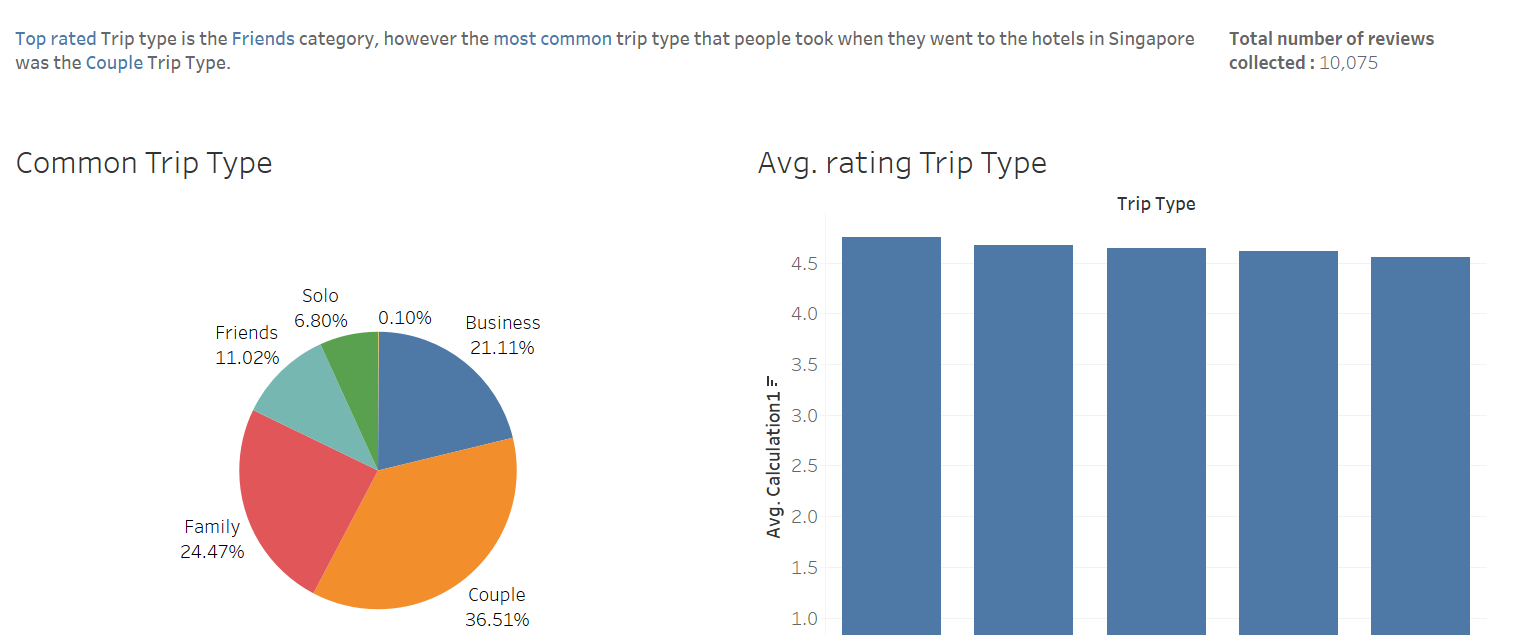 Top rated Trip type is the Friends category, however the most common trip type that people took when they went to the hotels in Singapore
was the Couple Trip Type.
Total number of reviews
collected : 10,075
Common Trip Type
Solo
6.80%
0.10%
Business
21.11%
Friends
11.02%
Family
24.47%
Couple
36.51%
Avg. rating Trip Type
Trip Type
Avg. Calculation1
4.5
4.0
3.5
3.0
2.5
2.0
1.5
1.0